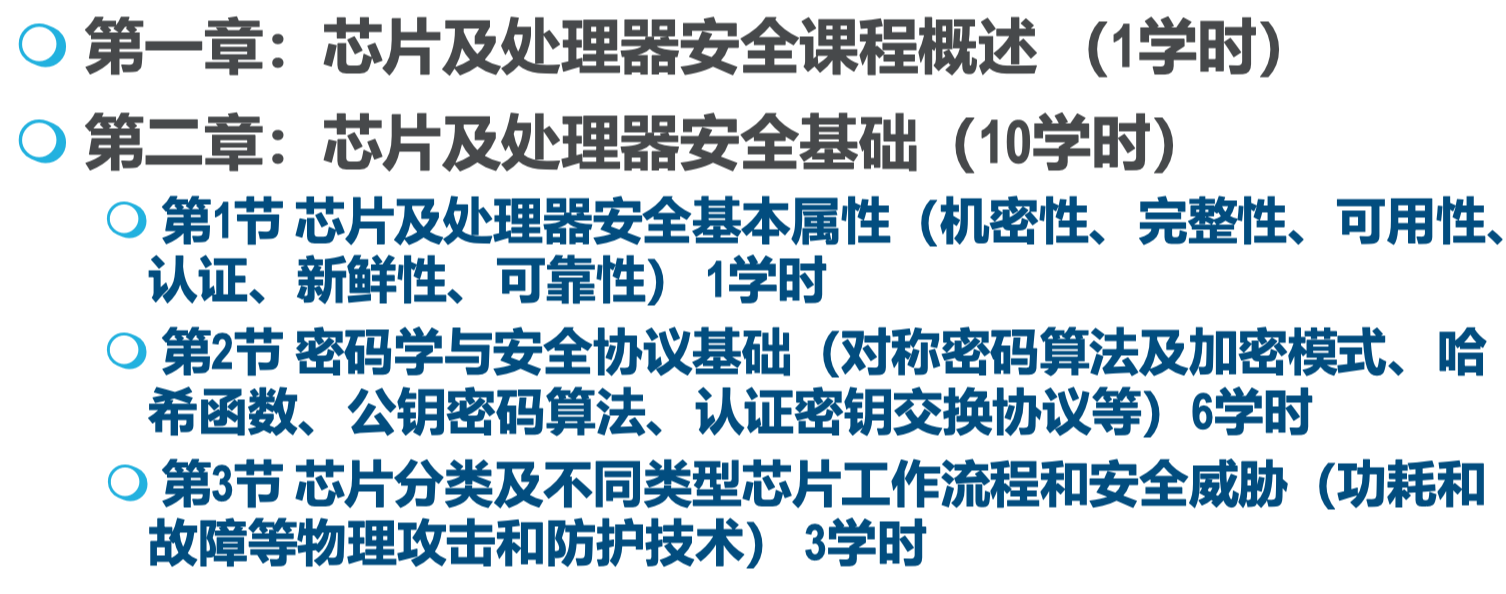 第一章：芯片及处理器安全课程概述 （1学时）
第二章：芯片及处理器安全基础（10学时）
第1节 芯片及处理器安全基本属性（机密性、完整性、可用性、
认证、新鲜性、可靠性） 1学时
第2节 密码学与安全协议基础（对称密码算法及加密模式、哈
希函数、公钥密码算法、认证密钥交换协议等）6学时
第3节 芯片分类及不同类型芯片工作流程和安全威胁（功耗和
故障等物理攻击和防护技术） 3学时